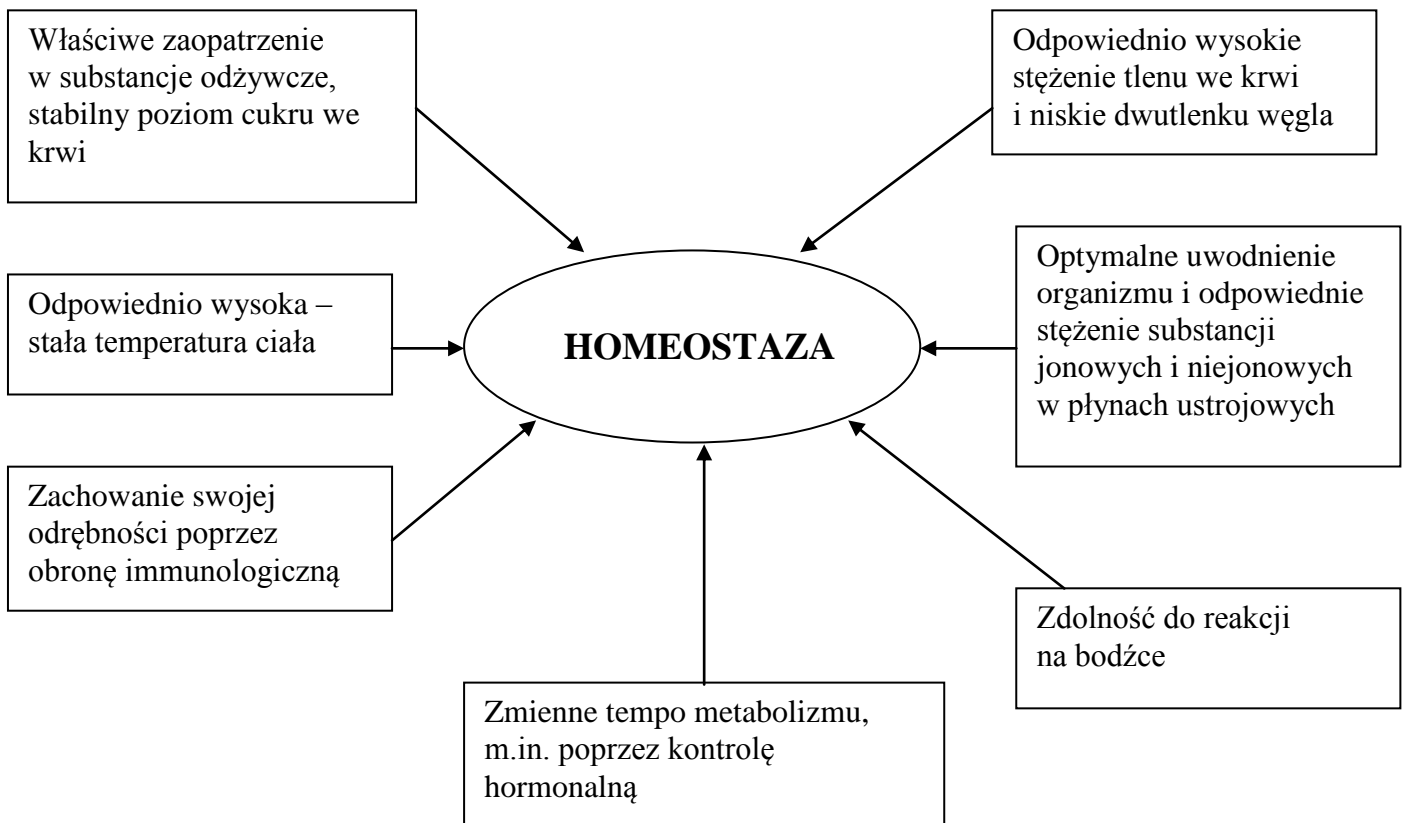 Właściwe zaopatrzenie
w substancje odżywcze,
stabilny poziom cukru we
krwi
Odpowiednio wysokie
stężenie tlenu we krwi
i niskie dwutlenku węgla
Odpowiednio wysoka –
stała temperatura ciała
HOMEOSTAZA
Optymalne uwodnienie
organizmu i odpowiednie
stężenie substancji
jonowych i niejonowych
w płynach ustrojowych
Zachowanie swojej
odrębności poprzez
obronę immunologiczną
Zdolność do reakcji
na bodźce
Zmienne tempo metabolizmu,
m.in. poprzez kontrolę
hormonalną